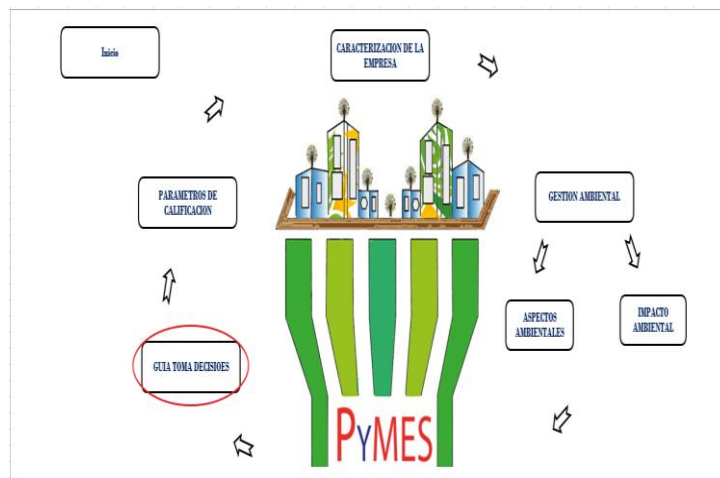 Inicio
CARACTERIZACION DE LA
EMPRESA
PARAMETROS DE
CALIFICACION
GESTION AMBIENTAL
ASPECTOS
AMBIENTALES
IMPACTO
AMBIENTAL
GUIA TOMA DECISIOES
PYMES